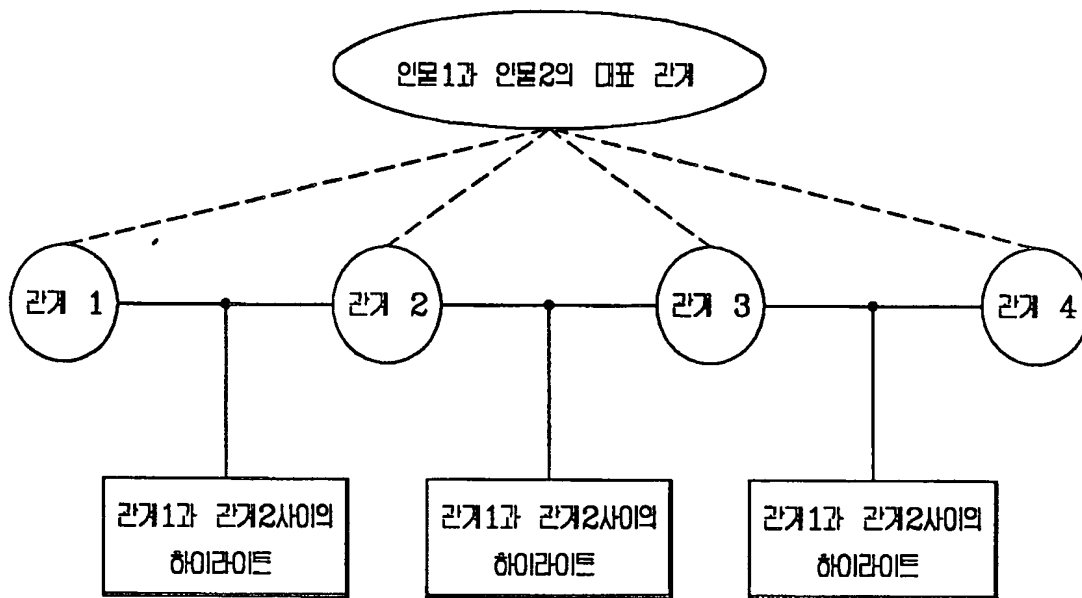 인물1과 인물2의 대표 관계
관계 1
관계 2
관계 3
관계 4
관계1과 관계2사이의
하이라이트
관계1과 관계2사이의
하이라이트
관계1과 관계2사이의
하이라이트